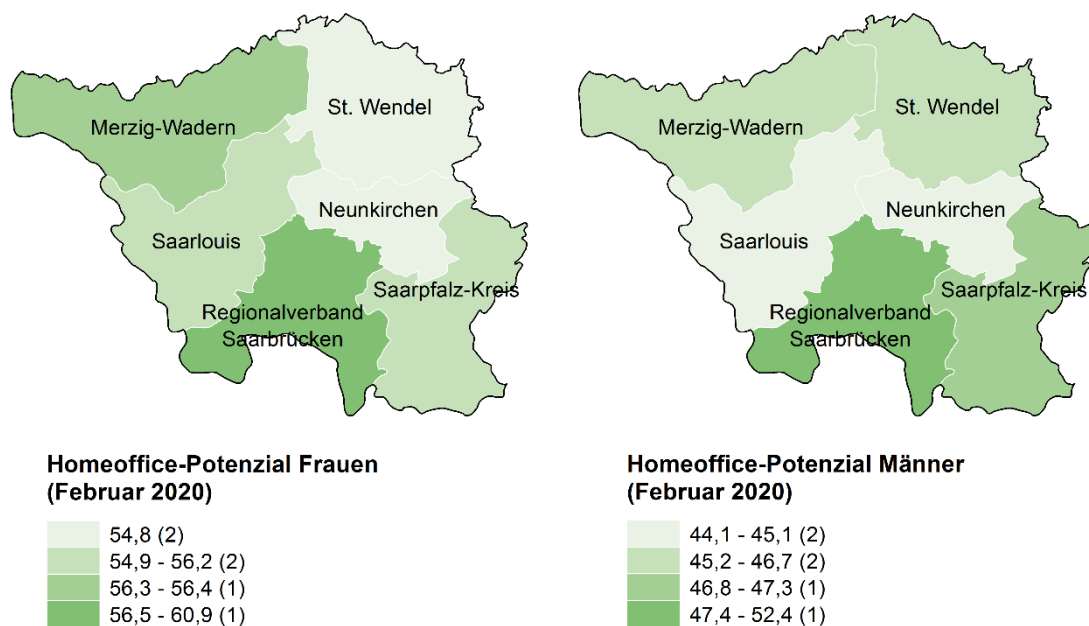 St. Wendel
Merzig-Wadern
Neunkirchen
Saarlouis
Saarpfalz-Kreis
Regionalverband
Saarbrücken
Homeoffice-Potenzial Frauen
(Februar 2020)
54,8 (2)
54,9 - 56,2 (2)
56,3 - 56,4 (1)
56,5 - 60,9 (1)
St. Wendel
Merzig-Wadern
Neunkirchen
Saarlouis
Saarpfalz-Kreis
Regionalverband
Saarbrücken
Homeoffice-Potenzial Männer
(Februar 2020)
44,1 - 45,1 (2)
45,2 - 46,7 (2)
46,8 - 47,3 (1)
47,4 - 52,4 (1)